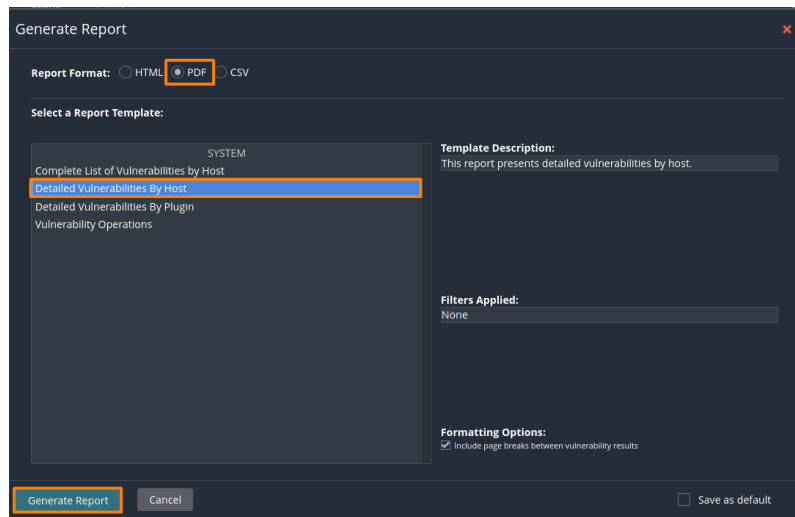 Generate Report
Report Format: HTML PDF CSV
Select a Report Template:
SYSTEM
Complete List of Vulnerabilities by Host
Detailed Vulnerabilities By Host
Detailed Vulnerabilities By Plugin
Vulnerability Operations
Template Description:
This report presents detailed vulnerabilities by host.
Filters Applied:
None
Formatting Options:
Include page breaks between vulnerability results
Generate Report
Cancel
Save as default